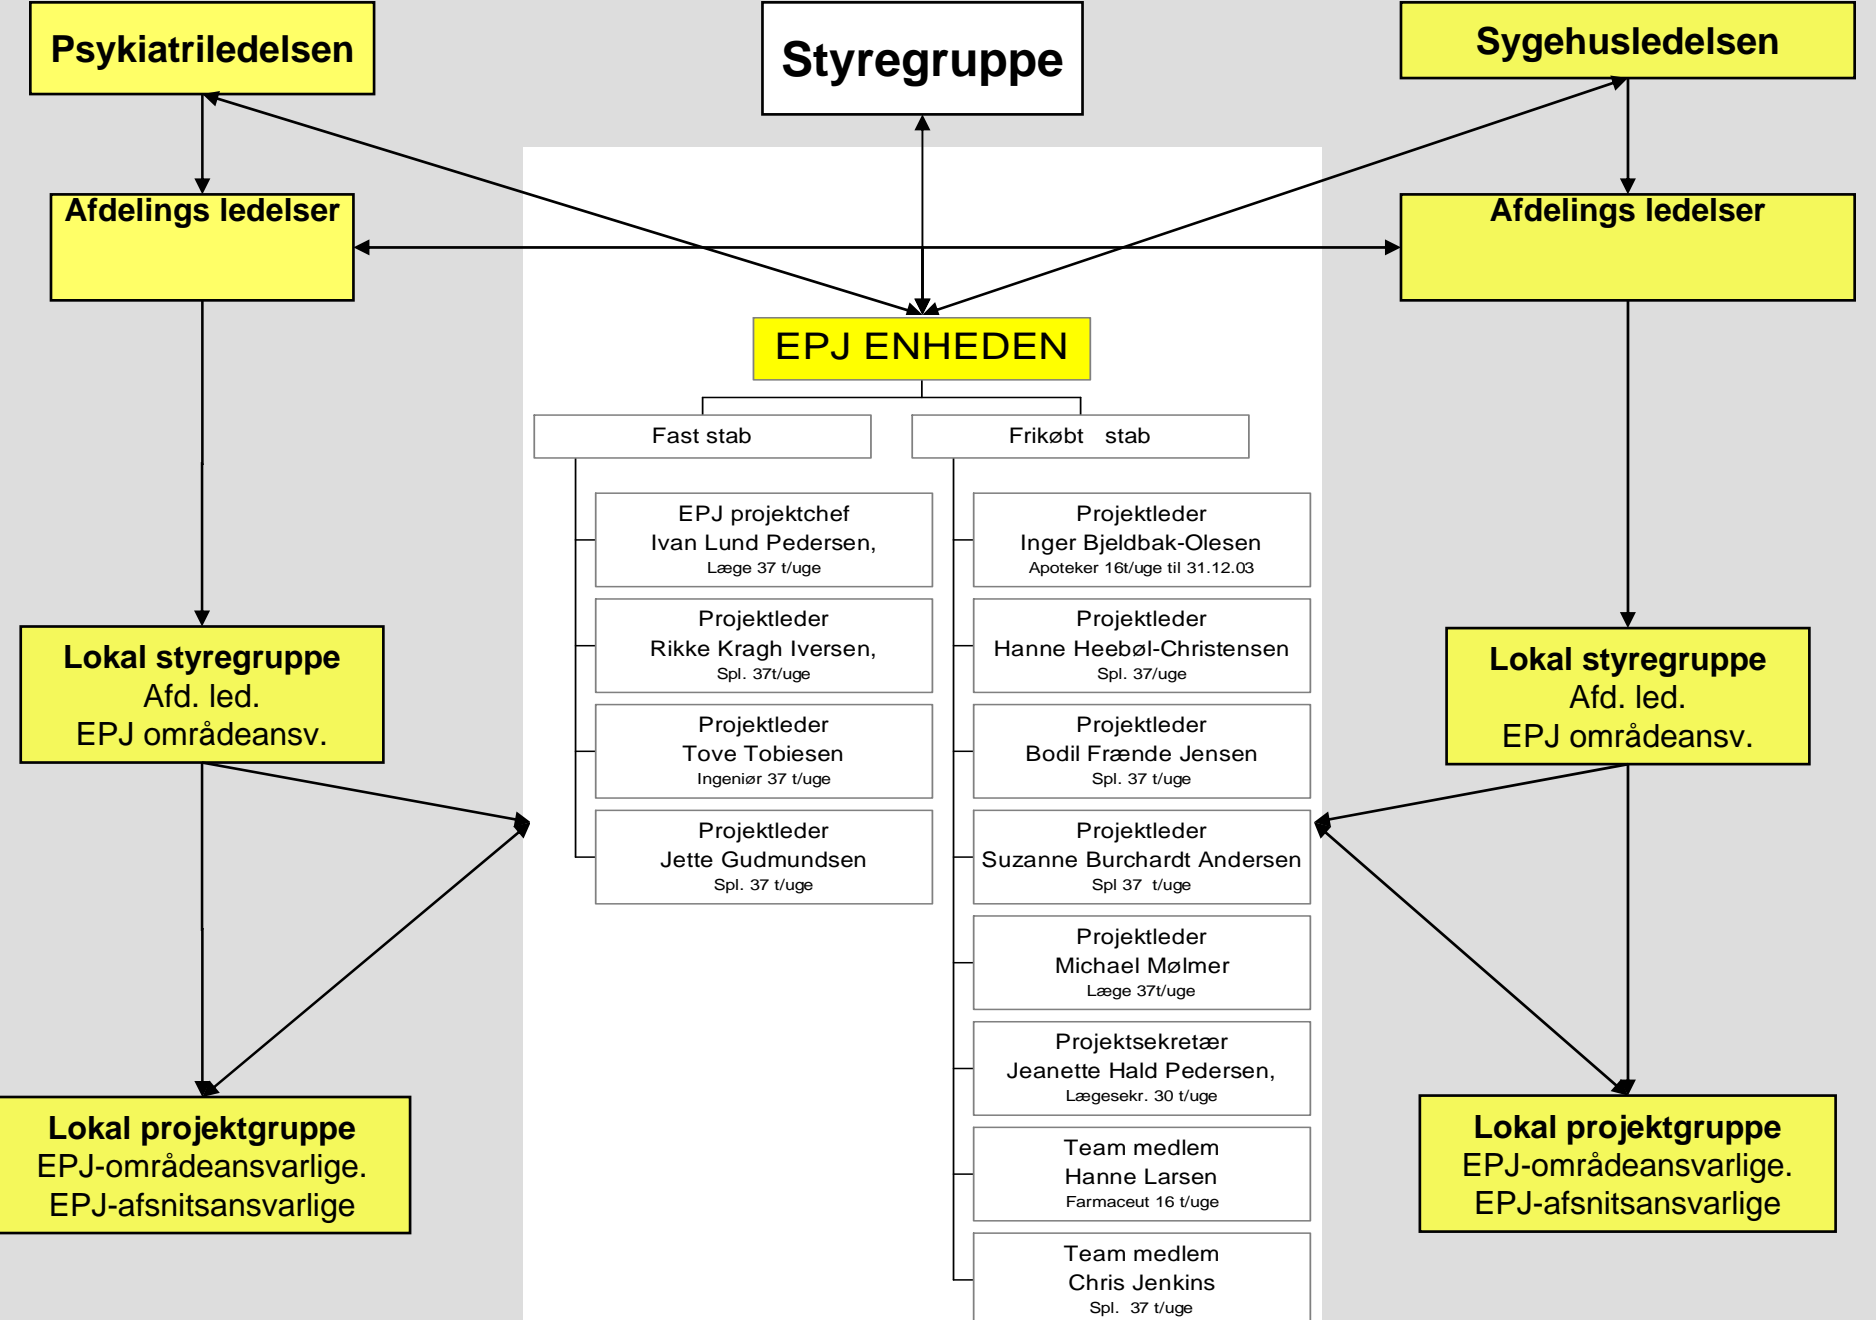 Psykiatriledelsen
Styregruppe
Sygehusledelsen
Afdelings ledelser
Afdelings ledelser
EPJ ENHEDEN
Fast stab
Frikøbt stab
EPJ projektchef
Ivan Lund Pedersen,
Læge 37 t/uge
Projektleder
Rikke Kragh Iversen,
Spl. 37t/uge
Projektleder
Tove Tobiesen
Ingeniør 37 t/uge
Projektleder
Jette Gudmundsen
Spl. 37 t/uge
Projektleder
Inger Bjeldbak-Olesen
Apoteker 16t/uge til 31.12.03
Projektleder
Hanne Heebøl-Christensen
Spl. 37/uge
Projektleder
Bodil Frænde Jensen
Spl. 37 t/uge
Projektleder
Suzanne Burchardt Andersen
Spl 37 t/uge
Projektleder
Michael Mølmer
Læge 37t/uge
Projektsekretær
Jeanette Hald Pedersen,
Lægesekr. 30 t/uge
Team medlem
Hanne Larsen
Farmaceut 16 t/uge
Team medlem
Chris Jenkins
Spl. 37 t/uge
Lokal styregruppe
Afd. led.
EPJ områdeansv.
Lokal styregruppe
Afd. led.
EPJ områdeansv.
Lokal projektgruppe
EPJ-områdeansvarlige.
EPJ-afsnitsansvarlige
Lokal projektgruppe
EPJ-områdeansvarlige.
EPJ-afsnitsansvarlige